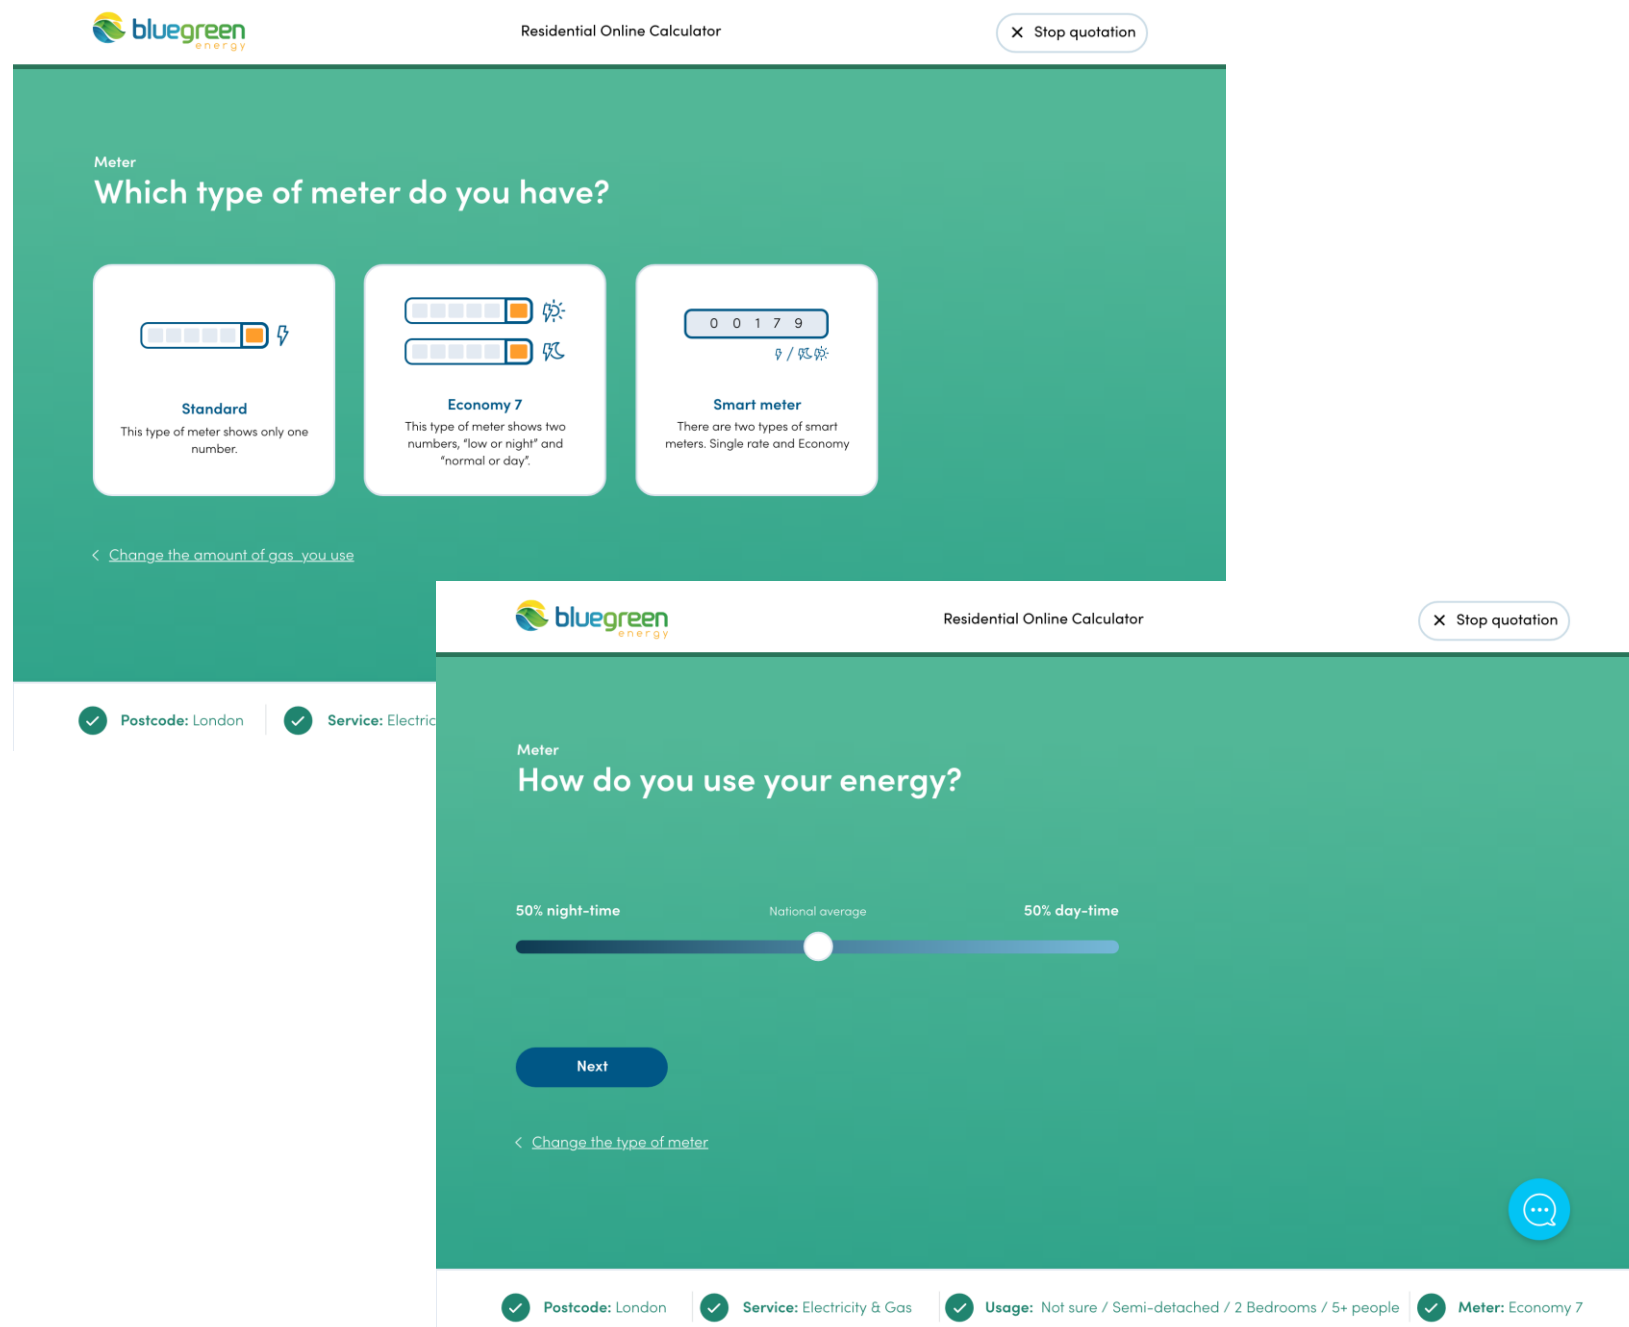 bluegreen
energy
Residential Online Calculator
Stop quotation
Meter
Which type of meter do you have?
0 0 1 7 9
/
Standard
This type of meter shows only one
number.
Economy 7
This type of meter shows two
numbers, “low or night” and
“normal or day”.
Smart meter
There are two types of smart
meters. Single rate and Economy
Change the amount of gas you use
Postcode: London
Service: Electric
bluegreen
energy
Residential Online Calculator
Stop quotation
Meter
How do you use your energy?
50% night-time
National average
50% day-time
Next
Change the type of meter
Postcode: London
Service: Electricity & Gas
Usage: Not sure / Semi-detached / 2 Bedrooms / 5+ people
Meter: Economy 7